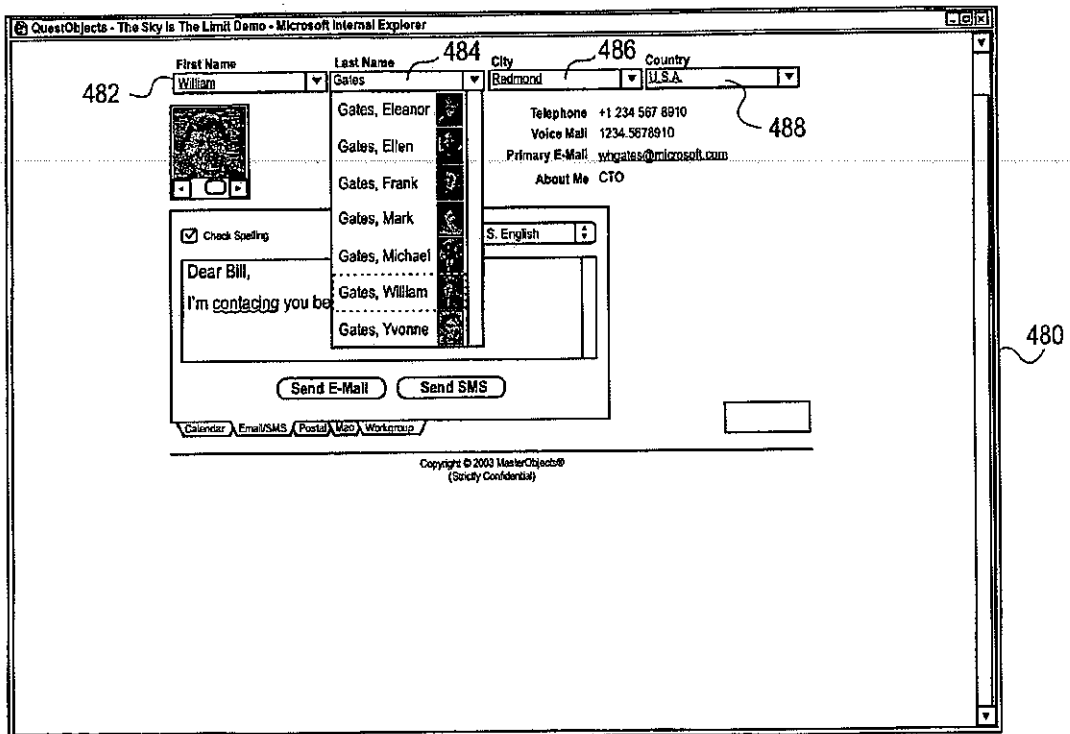 QuestObjects - The Sky Is The Limit Demo - Microsoft Internal Explorer
484
486
482
First Name
Last Name
City
Country
William
Gates
Redmond
U.S.A.
488
Gates, Eleanor
Gates, Ellen
Gates, Frank
Gates, Mark
Gates, Michael
Gates, William
Gates, Yvonne
Telephone +1 234 567 8910
Voice Mail 1234.5678910
Primary E-Mail whgates@microsoft.com
About Me CTO
Check Spelling
S. English
Dear Bill,
I'm contacing you be
480
Send E-Mail Send SMS
Calendar Email/SMS Postal Map Workgroup
Copyright © 2003 MasterObjects®
(Strictly Confidential)